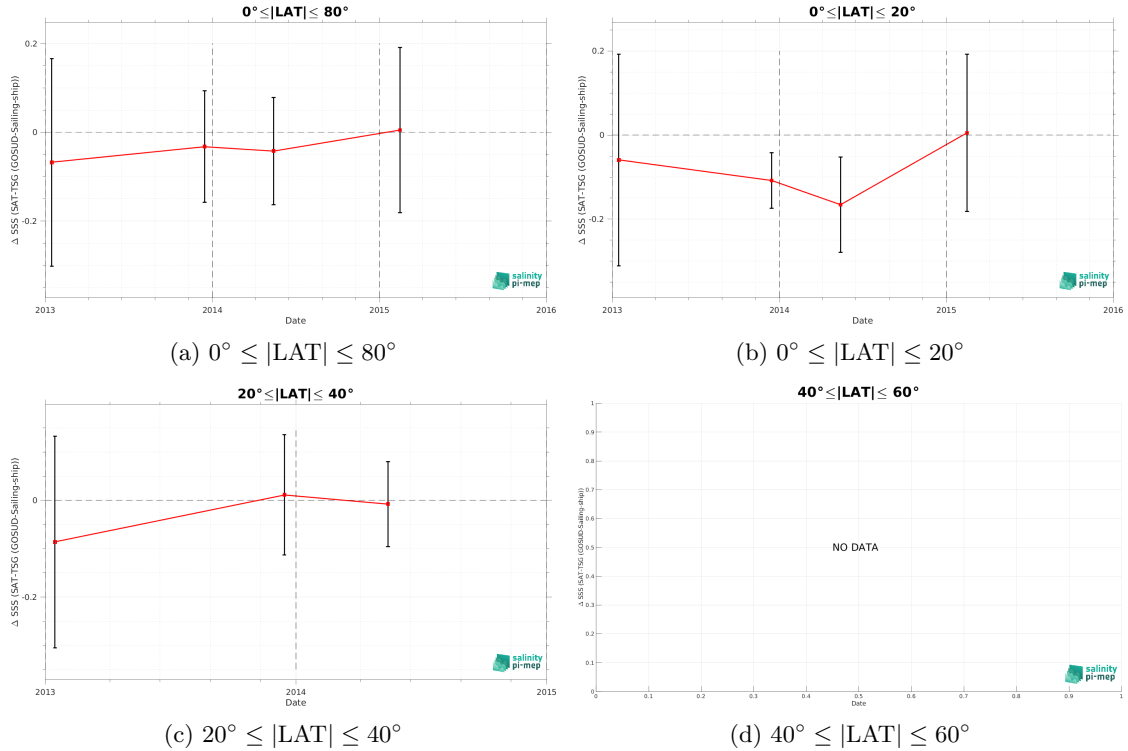 0°≤|LAT|≤ 80°
Δ SSS (SAT-TSG (GOSUD-Sailing-ship))
0.2
0
-0.2
salinity
pi-mep
2013 2014 2015 2016
Date
(a) 0° ≤ |LAT| ≤ 80°
0°≤|LAT|≤ 20°
Δ SSS (SAT-TSG (GOSUD-Sailing-ship))
0.2
0
-0.2
salinity
pi-mep
2013 2014 2015 2016
Date
(b) 0° ≤ |LAT| ≤ 20°
20°≤|LAT|≤ 40°
Δ SSS (SAT-TSG (GOSUD-Sailing-ship))
0
-0.2
salinity
pi-mep
2013 2014 2015
Date
(c) 20° ≤ |LAT| ≤ 40°
40°≤|LAT|≤ 60°
Δ SSS (SAT-TSG (GOSUD-Sailing-ship))
1
0.9
0.8
0.7
0.6
0.5
0.4
0.3
0.2
0.1
0
NO DATA
salinity
pi-mep
0 0.1 0.2 0.3 0.4 0.5 0.6 0.7 0.8 0.9 1
Date
(d) 40° ≤ |LAT| ≤ 60°